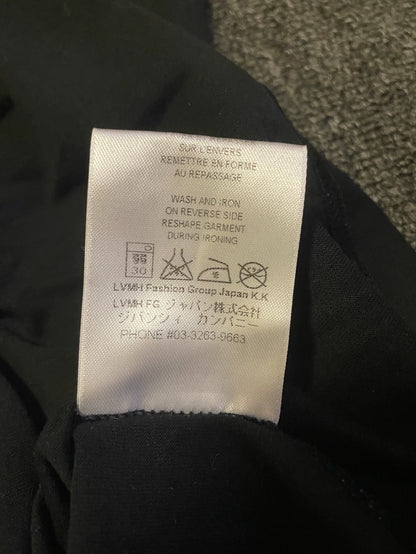 SUR L'ENVERS
REMETTRE EN FORME
AU REPASSAGE
WASH AND IRON
ON REVERSE SIDE
RESHAPE GARMENT
DURING IRONING
30
LVMH Fashion Group Japan K.K
LVMH FG ジャパン株式会社
ジバンシィ カンパニー
PHONE #03-3263-9663